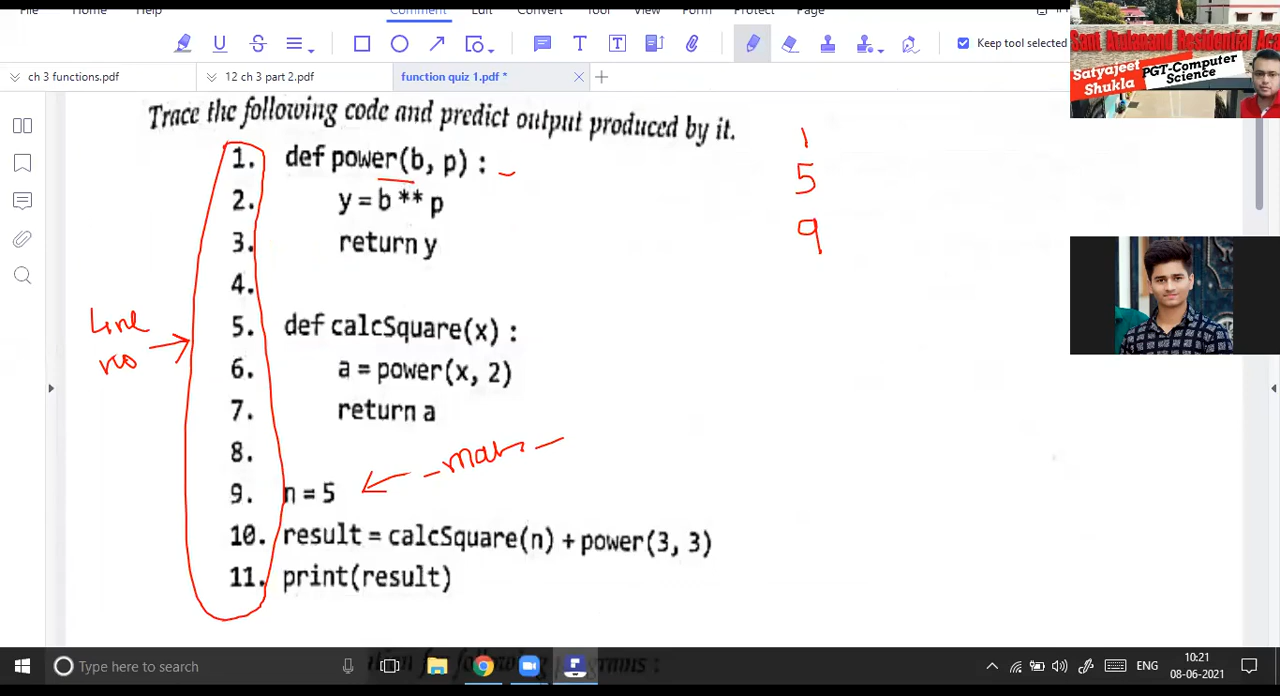 File Home Comment Edit Convert Tool View Form Protect Page
Keep tool selected
ch 3 functions.pdf 12 ch 3 part 2.pdf function quiz 1.pdf *
Residential
Satyajeet PGT-Computer
Shukla Science
Trace the following code and predict output produced by it.
1. def power(b, p) :
2. y = b ** p
3. return y
4.
5. def calcSquare(x) :
6. a = power(x, 2)
7. return a
8.
9. n = 5
10. result = calcSquare(n) + power(3, 3)
11. print(result)
Line
no
1
5
9
for following programs :
Type here to search
ENG
10:21
08-06-2021